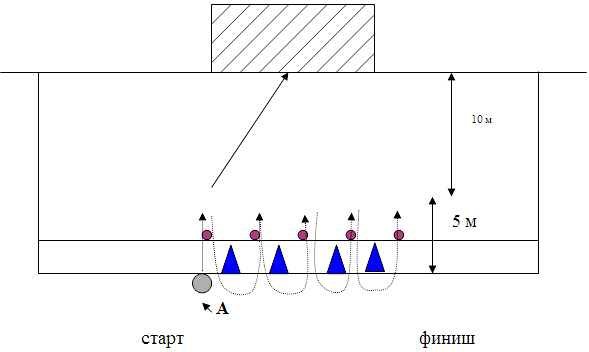 10 м
5 м
А
старт
финиш